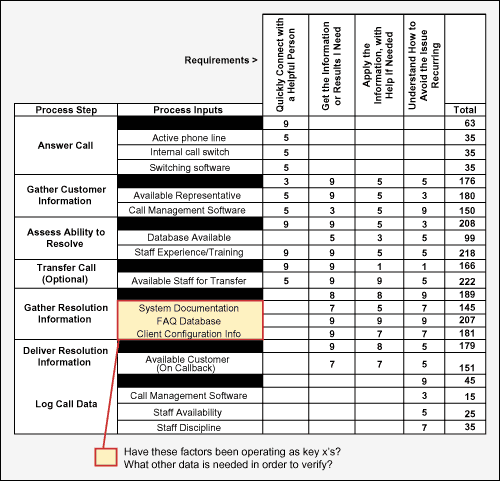 Requirements >
Quickly Connect with
a Helpful Person
Get the Information
or Results I Need
Apply the
Information, with
Help if Needed
Understand How to
Avoid the Issue
Recurring
Process Step Process Inputs Total
Answer Call
9 63
Active phone line 5 35
Internal call switch 5 35
Switching software 5 35
Gather Customer
Information
3 9 5 5 176
Available Representative 5 9 5 3 180
Call Management Software 5 3 5 9 150
Assess Ability to
Resolve
9 9 5 3 208
Database Available 5 3 5 99
Staff Experience/Training 9 9 5 5 218
Transfer Call
(Optional)
9 9 1 1 166
Available Staff for Transfer 5 9 9 5 222
Gather Resolution
Information
8 8 9 189
System Documentation 7 5 7 145
FAQ Database 9 9 9 207
Client Configuration Info 9 7 7 181
Deliver Resolution
Information
9 8 5 179
Available Customer
(On Callback) 7 7 5 151
Log Call Data
9 45
Call Management Software 3 15
Staff Availability 5 25
Staff Discipline 7 35
Have these factors been operating as key x's?
What other data is needed in order to verify?